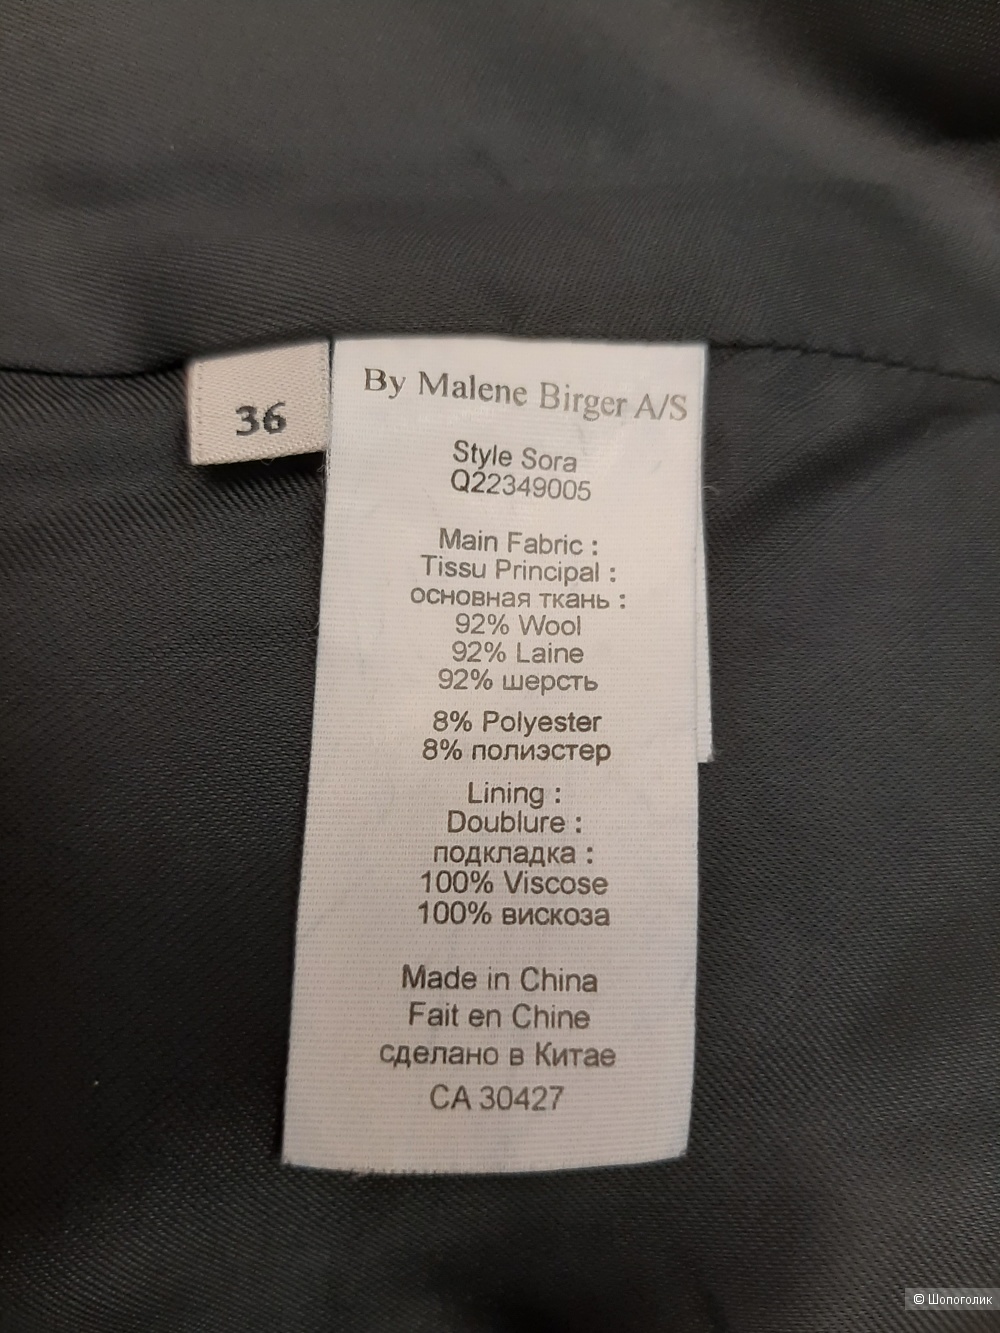 36
By Malene Birger A/S
Style Sora
Q22349005
Main Fabric :
Tissu Principal :
основная ткань :
92% Wool
92% Laine
92% шерсть
8% Polyester
8% полиэстер
Lining :
Doublure :
подкладка :
100% Viscose
100% вискоза
Made in China
Fait en Chine
сделано в Китае
CA 30427
© Шопоголик